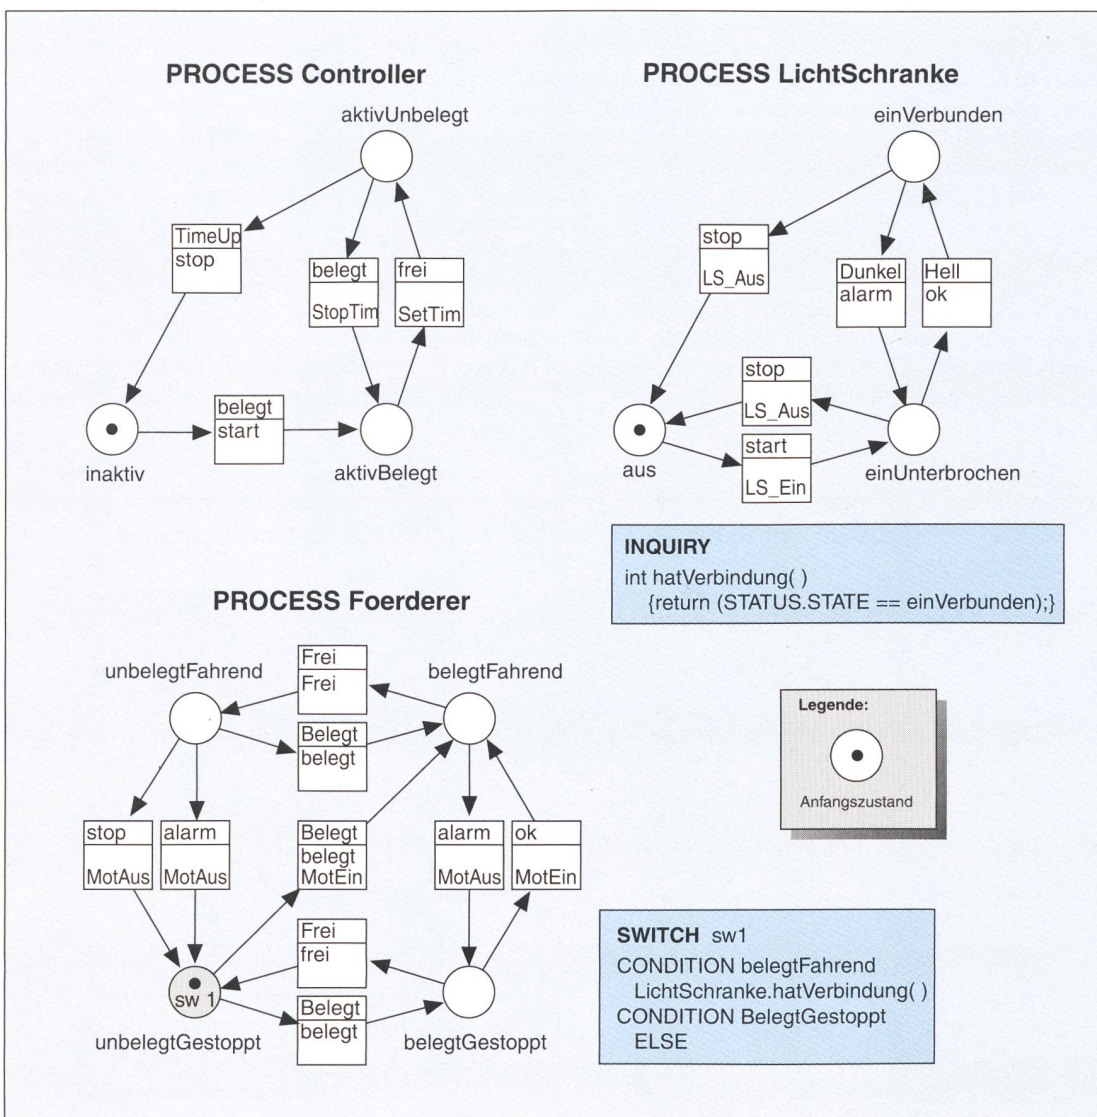 PROCESS Controller
aktivUnbelegt
TimeUp
stop
belegt
StopTim
frei
SetTim
belegt
start
inaktiv
aktivBelegt
PROCESS LichtSchranke
einVerbunden
stop
LS_Aus
Dunkel
alarm
Hell
ok
stop
LS_Aus
start
LS_Ein
aus
einUnterbrochen
INQUIRY
int hatVerbindung( )
{return (STATUS.STATE == einVerbunden);}
PROCESS Foerderer
unbelegtFahrend
Frei
Frei
belegtFahrend
Belegt
belegt
stop
MotAus
alarm
MotAus
Belegt
belegt
MotEin
alarm
MotAus
ok
MotEin
Frei
frei
sw 1
Belegt
belegt
unbelegtGestoppt
belegtGestoppt
Legende:
Anfangszustand
SWITCH sw1
CONDITION belegtFahrend
LichtSchranke.hatVerbindung( )
CONDITION BelegtGestoppt
ELSE